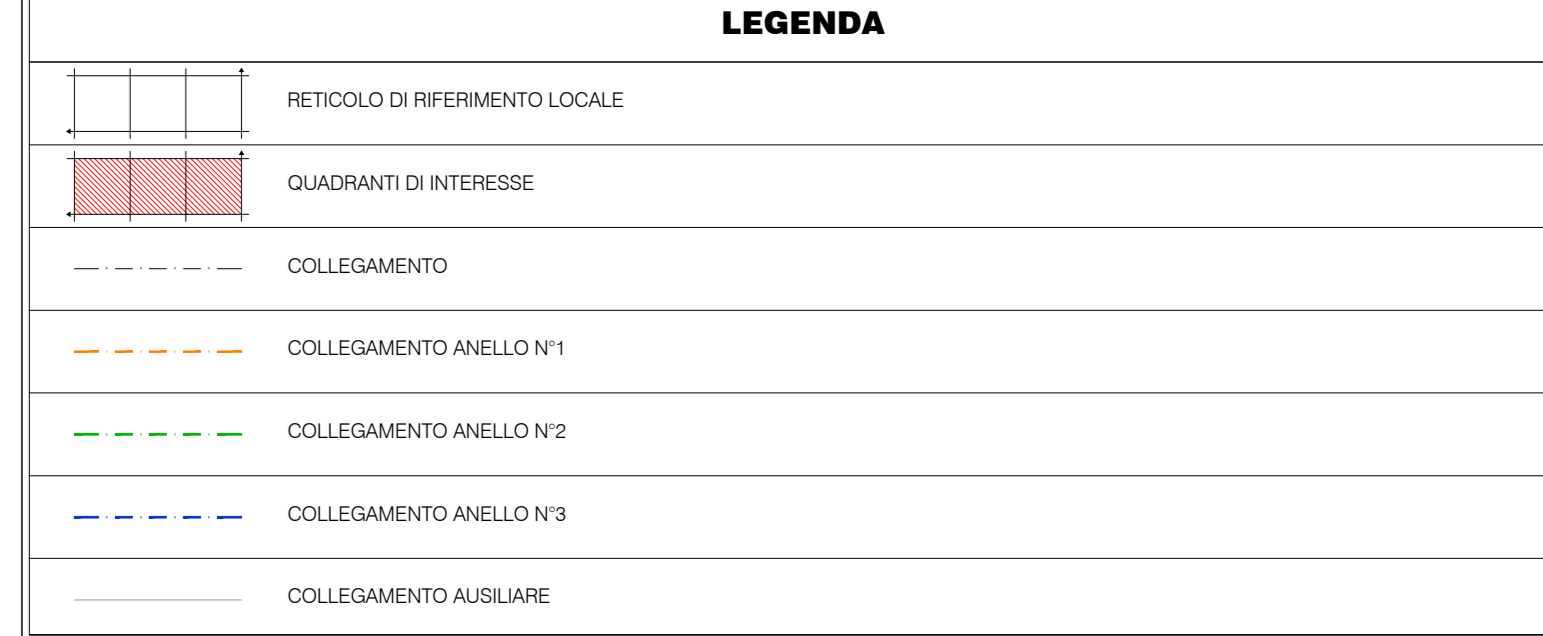 LEGENDA
RETICOLO DI RIFERIMENTO LOCALE
QUADRANTI DI INTERESSE
COLLEGAMENTO
COLLEGAMENTO ANELLO N°1
COLLEGAMENTO ANELLO N°2
COLLEGAMENTO ANELLO N°3
COLLEGAMENTO AUSILIARE